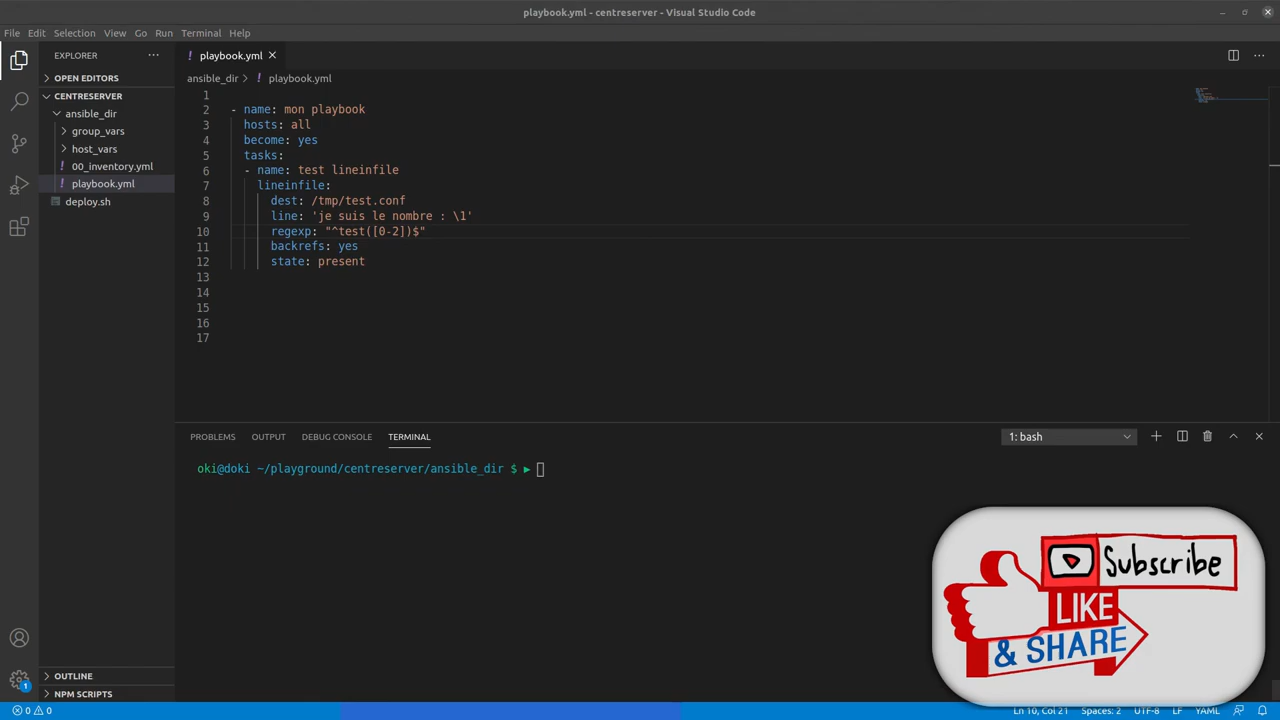 playbook.yml - centreserver - Visual Studio Code
File Edit Selection View Go Run Terminal Help
EXPLORER
OPEN EDITORS
CENTRESERVER
ansible_dir
group_vars
host_vars
00_inventory.yml
playbook.yml
deploy.sh
OUTLINE
NPM SCRIPTS
playbook.yml
ansible_dir > playbook.yml
1
2 - name: mon playbook
3 hosts: all
4 become: yes
5 tasks:
6 - name: test lineinfile
7 lineinfile:
8 dest: /tmp/test.conf
9 line: 'je suis le nombre : \1'
10 regexp: "^test([0-2])$"
11 backrefs: yes
12 state: present
13
14
15
16
17
PROBLEMS OUTPUT DEBUG CONSOLE TERMINAL
1: bash
oki@doki ~/playground/centreserver/ansible_dir $ ►
Subscribe
LIKE
& SHARE
1
0 0 Ln 10, Col 21 Spaces: 2 UTF-8 LF YAML